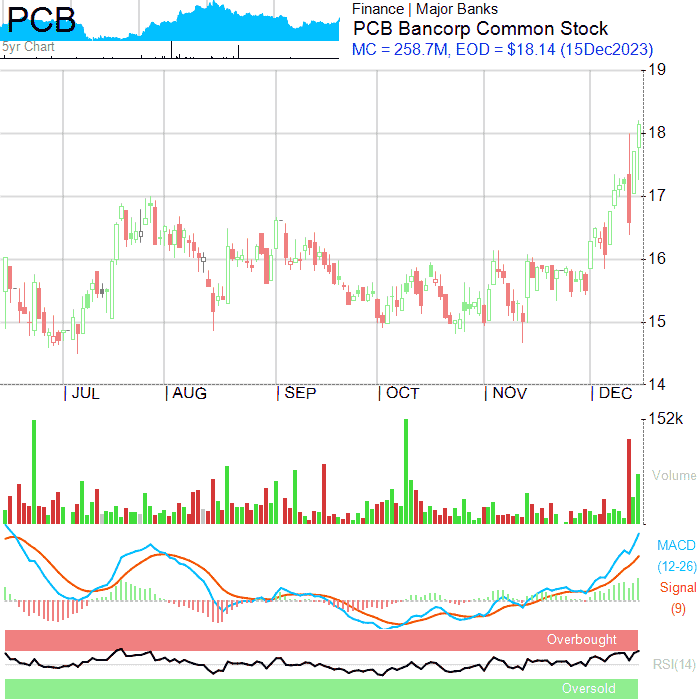 PCB
Finance | Major Banks
PCB Bancorp Common Stock
5yr Chart
MC = 258.7M, EOD = $18.14 (15Dec2023)
19
18
17
16
15
14
| JUL | AUG | SEP | OCT | NOV | DEC
152k
Volume
MACD
(12-26)
Signal
(9)
Overbought
RSI(14)
Oversold